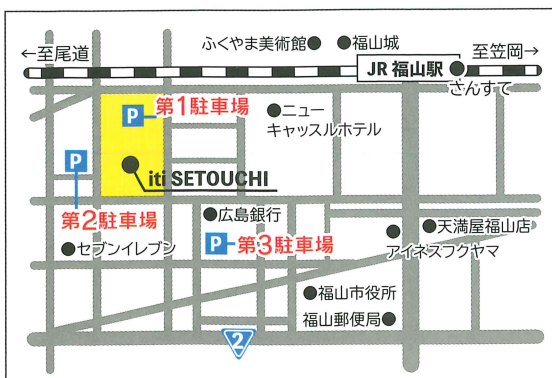 ふくやま美術館
福山城
←至尾道
至笠岡→
JR 福山駅
さんすて
P
第1駐車場
ニュー
キャッスルホテル
P
iti SETOUCHI
第2駐車場
広島銀行
天満屋福山店
セブンイレブン
P
第3駐車場
アイネスフクヤマ
福山市役所
福山郵便局
2